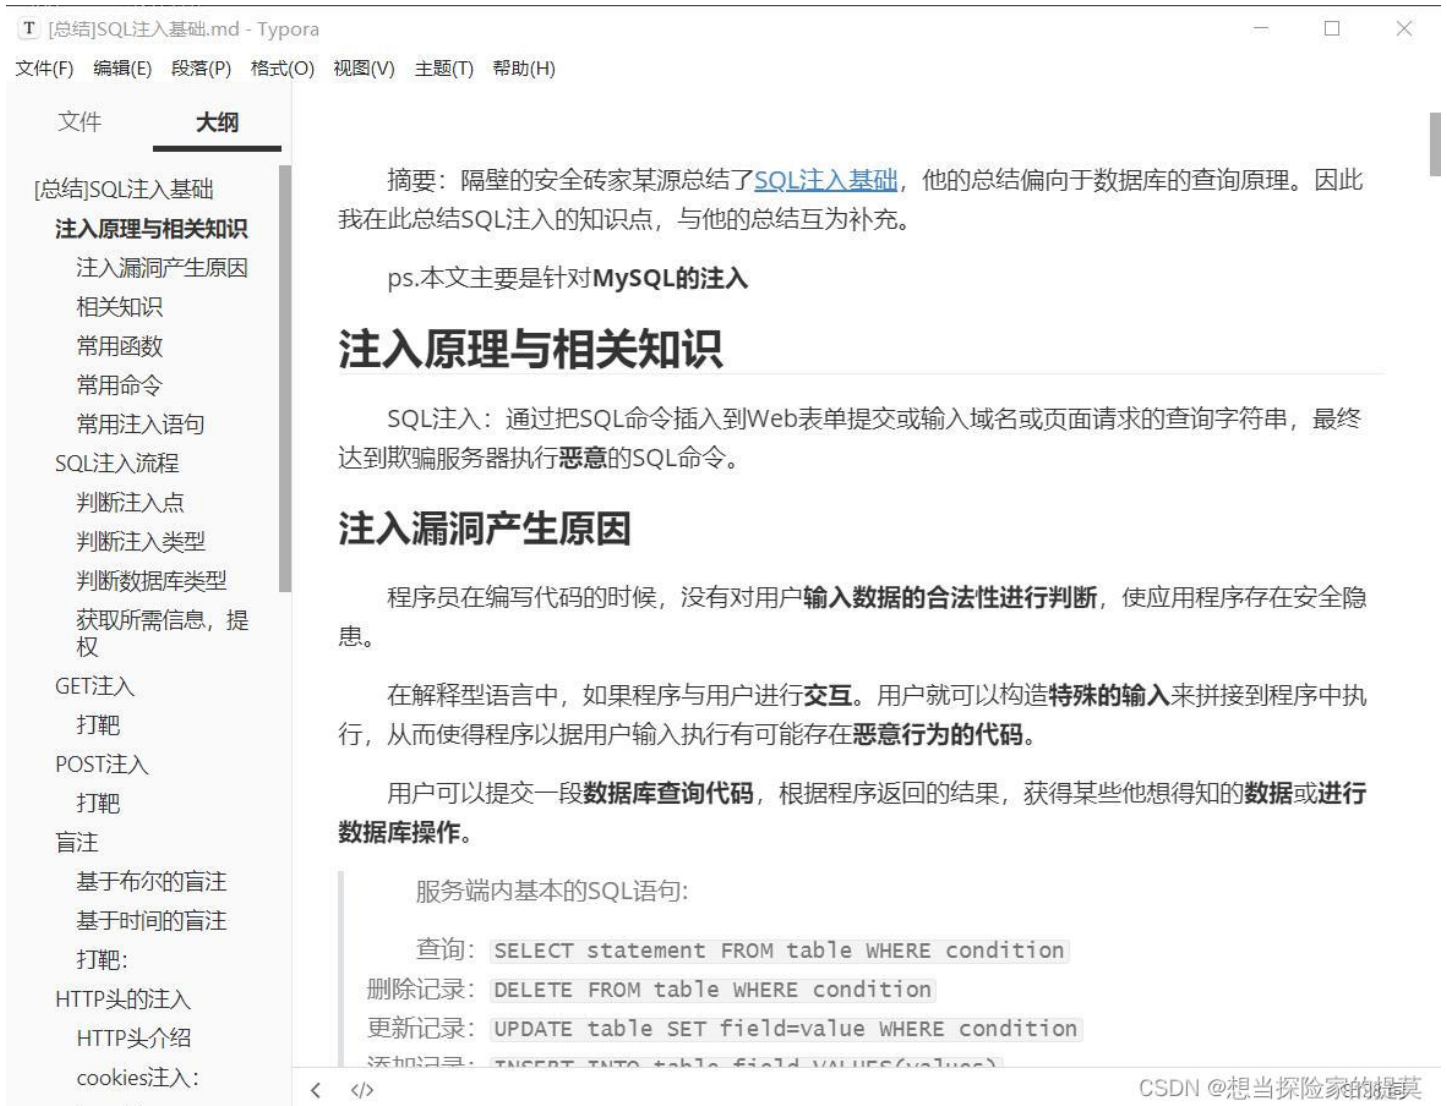 [总结]SQL注入基础.md - Typora
文件(F) 编辑(E) 段落(P) 格式(O) 视图(V) 主题(T) 帮助(H)
文件 大纲
[总结]SQL注入基础
注入原理与相关知识
注入漏洞产生原因
相关知识
常用函数
常用命令
常用注入语句
SQL注入流程
判断注入点
判断注入类型
判断数据库类型
获取所需信息，提
权
GET注入
打靶
POST注入
打靶
盲注
基于布尔的盲注
基于时间的盲注
打靶：
HTTP头的注入
HTTP头介绍
cookies注入：
摘要：隔壁的安全砖家某源总结了SQL注入基础，他的总结偏向于数据库的查询原理。因此
我在此总结SQL注入的知识点，与他的总结互为补充。
ps.本文主要是针对MySQL的注入
注入原理与相关知识
SQL注入：通过把SQL命令插入到Web表单提交或输入域名或页面请求的查询字符串，最终
达到欺骗服务器执行恶意的SQL命令。
注入漏洞产生原因
程序员在编写代码的时候，没有对用户输入数据的合法性进行判断，使应用程序存在安全隐
患。
在解释型语言中，如果程序与用户进行交互。用户就可以构造特殊的输入来拼接到程序中执
行，从而使得程序以据用户输入执行有可能存在恶意行为的代码。
用户可以提交一段数据库查询代码，根据程序返回的结果，获得某些他想得知的数据或进行
数据库操作。
服务端内基本的SQL语句:
查询：SELECT statement FROM table WHERE condition
删除记录：DELETE FROM table WHERE condition
更新记录：UPDATE table SET field=value WHERE condition
添加记录：INSERT INTO table field VALUES(values)
CSDN @想当探险家的提莫